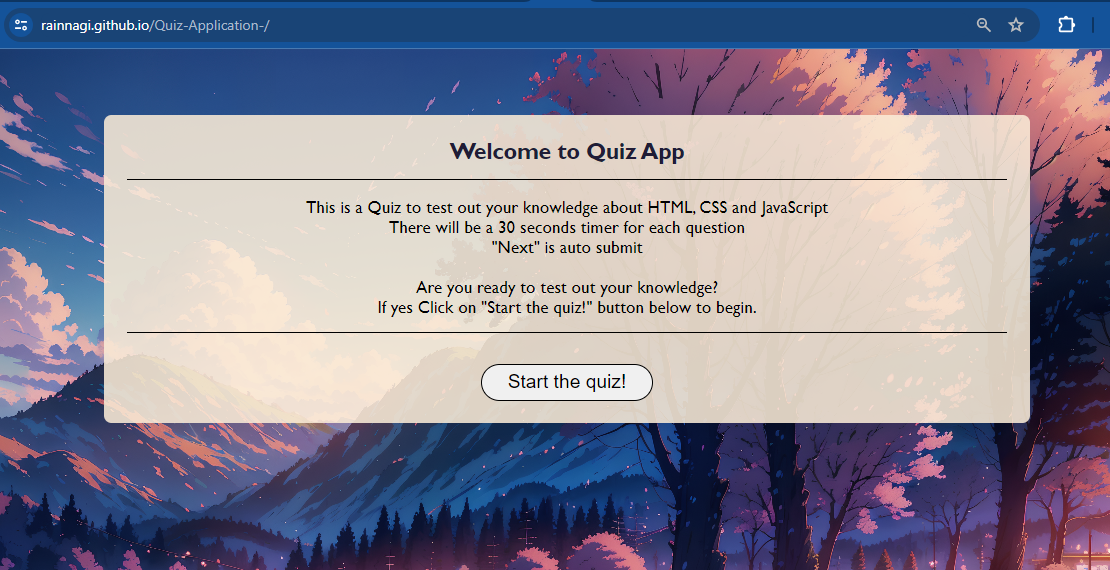 rainnagi.github.io/Quiz-Application-/
Welcome to Quiz App
This is a Quiz to test out your knowledge about HTML, CSS and JavaScript
There will be a 30 seconds timer for each question
"Next" is auto submit
Are you ready to test out your knowledge?
If yes Click on "Start the quiz!" button below to begin.
Start the quiz!